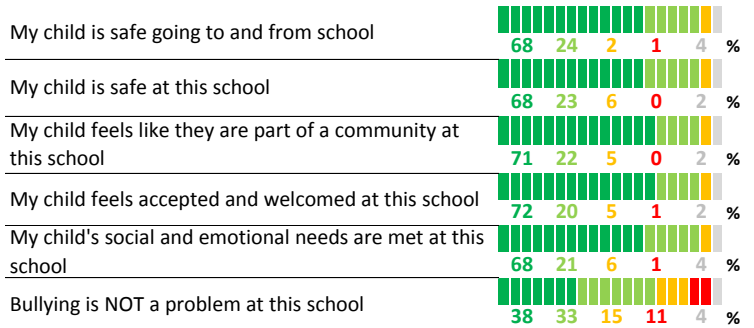 My child is safe going to and from school
68 24 2 1 4 %
My child is safe at this school
68 23 6 0 2 %
My child feels like they are part of a community at
this school
71 22 5 0 2 %
My child feels accepted and welcomed at this school
72 20 5 1 2 %
My child's social and emotional needs are met at this
school
68 21 6 1 4 %
Bullying is NOT a problem at this school
38 33 15 11 4 %